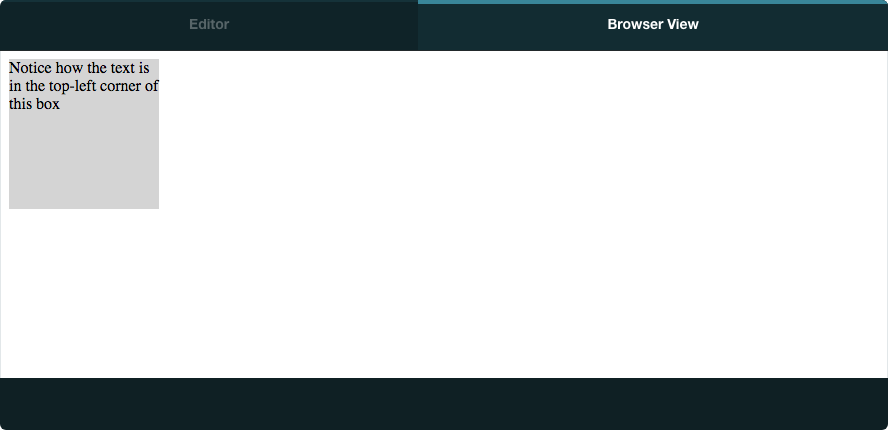 Editor
Browser View
Notice how the text is
in the top-left corner of
this box